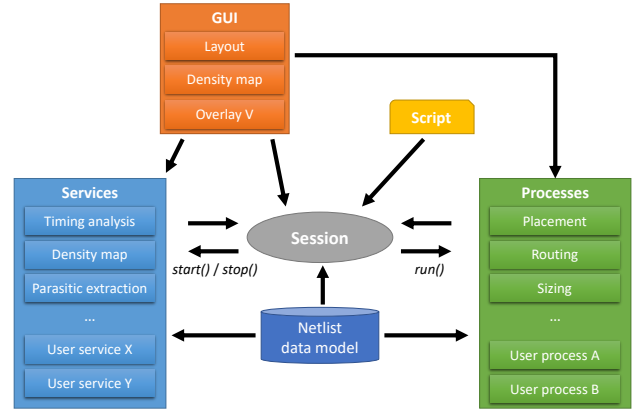 GUI
Layout
Density map
Overlay V
Script
Services
Timing analysis
Density map
Parasitic extraction
...
User service X
User service Y
Session
start() / stop()
run()
Netlist
data model
Processes
Placement
Routing
Sizing
...
User process A
User process B